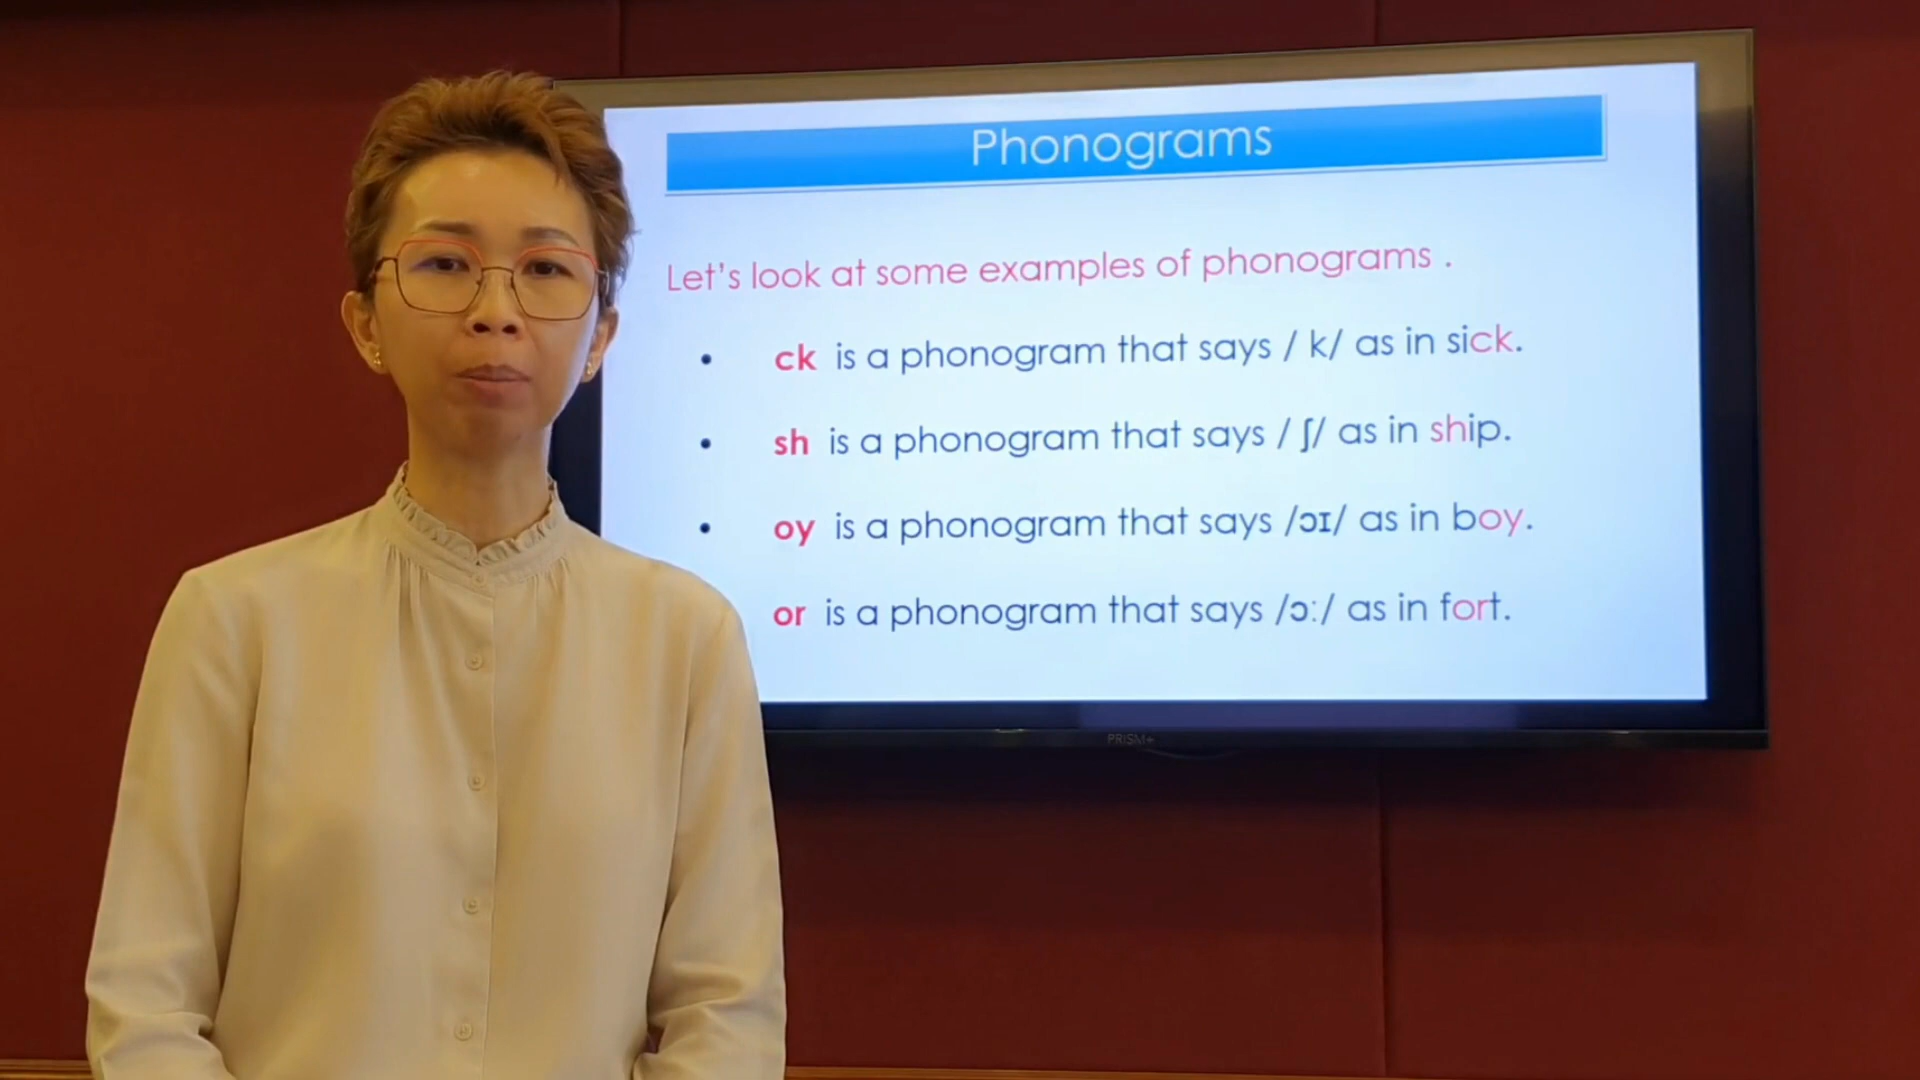 Phonograms
Let's look at some examples of phonograms .
• ck is a phonogram that says / k/ as in sick.
• sh is a phonogram that says / ʃ/ as in ship.
• oy is a phonogram that says /ɔɪ/ as in boy.
or is a phonogram that says /ɔː/ as in fort.
PRISM+